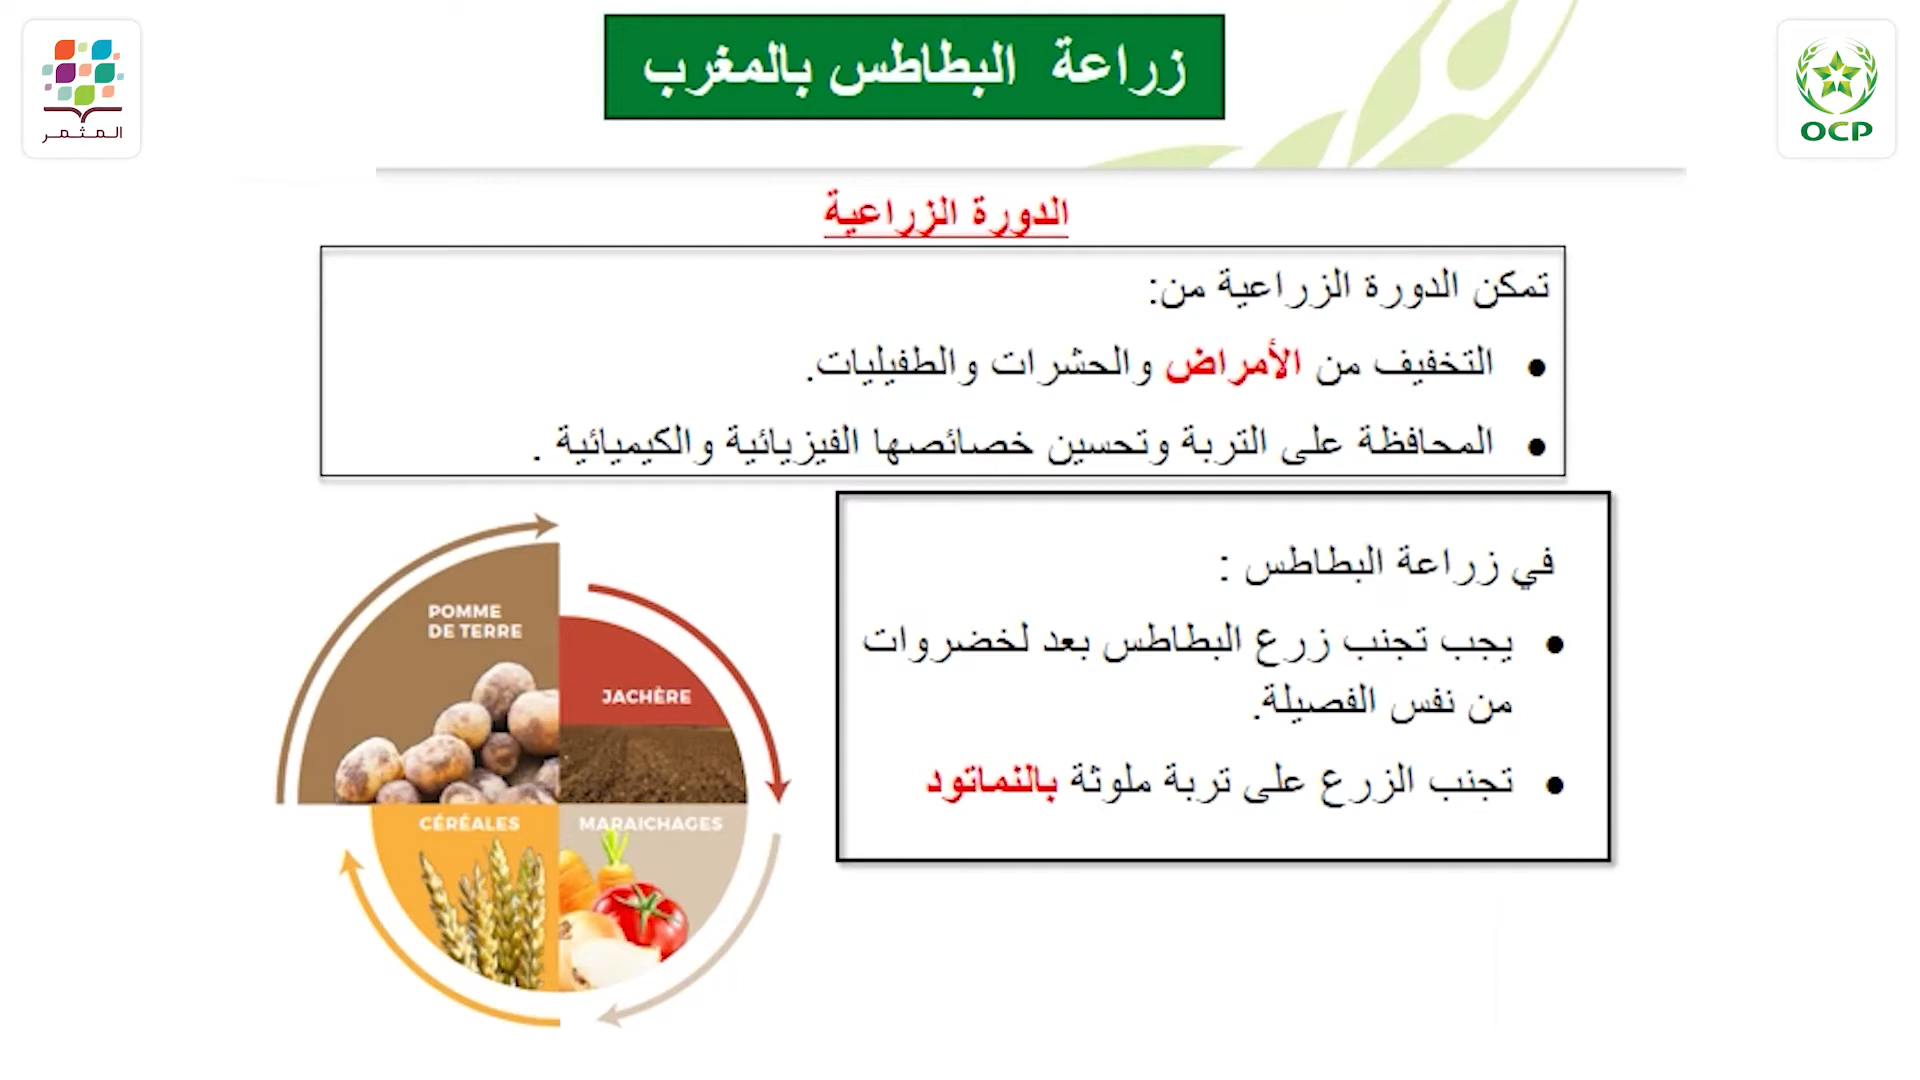 المثمر
زراعة البطاطس بالمغرب
OCP
الدورة الزراعية
تمكن الدورة الزراعية من:
● التخفيف من الأمراض والحشرات والطفيليات.
● المحافظة على التربة وتحسين خصائصها الفيزيائية والكيميائية .
في زراعة البطاطس :
● يجب تجنب زرع البطاطس بعد لخضروات
من نفس الفصيلة.
● تجنب الزرع على تربة ملوثة بالنماتود
POMME
DE TERRE
JACHÈRE
CÉRÉALES
MARAICHAGES